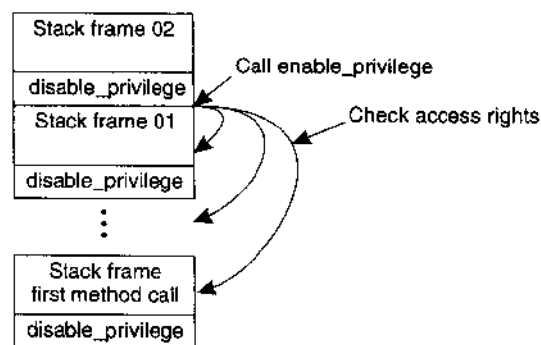 Stack frame 02
disable_privilege
Call enable_privilege
Stack frame 01
Check access rights
disable_privilege
Stack frame
first method call
disable_privilege